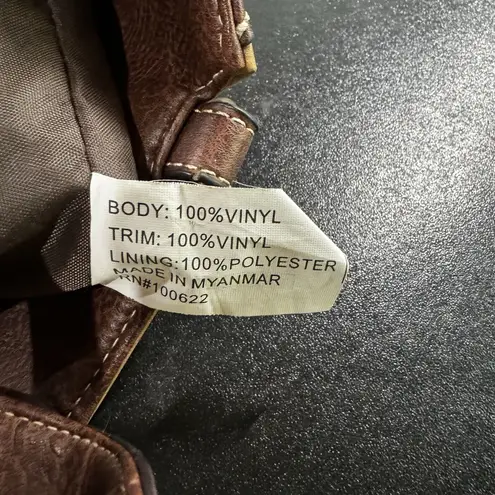 BODY: 100%VINYL
TRIM: 100%VINYL
LINING:100%POLYESTER
MADE IN MYANMAR
RN#100622